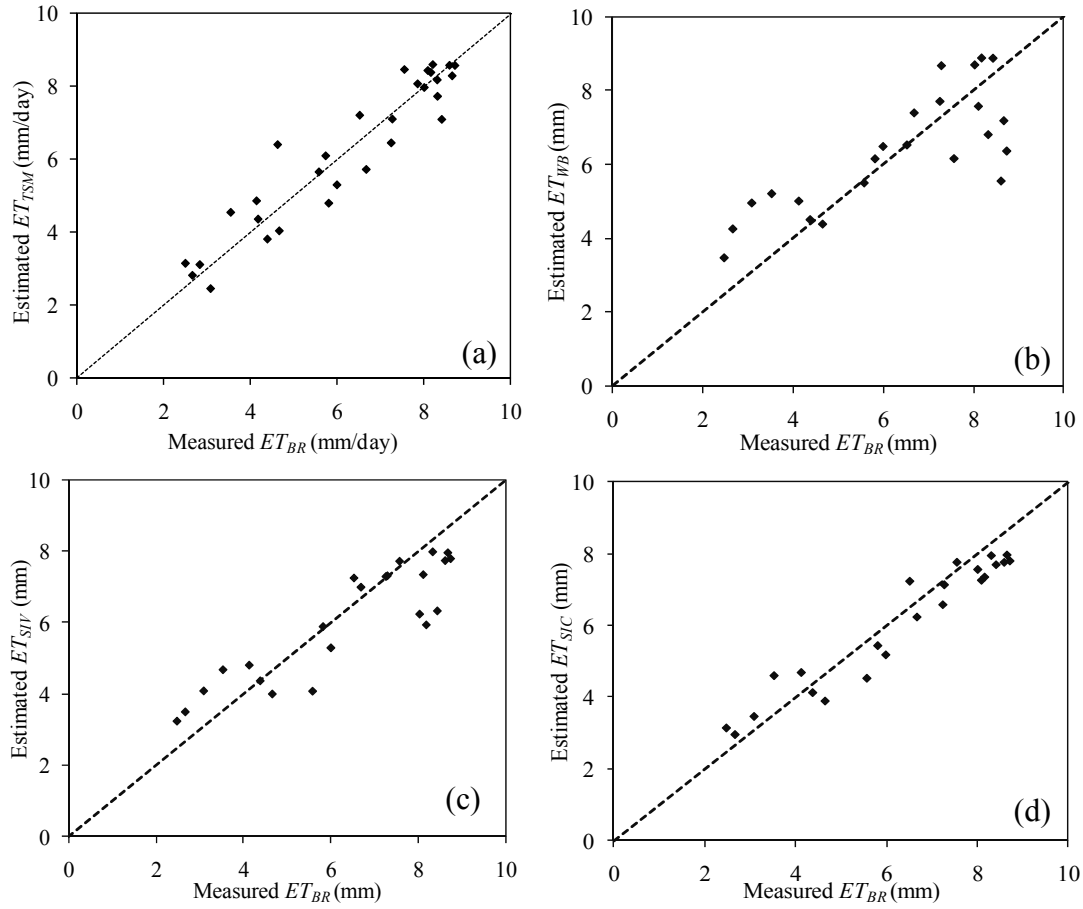 10
8
6
4
2
0
Estimated ET_TSM (mm/day)
(a)
0 2 4 6 8 10
Measured ET_BR (mm/day)
10
8
6
4
2
0
Estimated ET_WB (mm)
(b)
0 2 4 6 8 10
Measured ET_BR (mm)
10
8
6
4
2
0
Estimated ET_SIV (mm)
(c)
0 2 4 6 8 10
Measured ET_BR (mm)
10
8
6
4
2
0
Estimated ET_SIC (mm)
(d)
0 2 4 6 8 10
Measured ET_BR (mm)